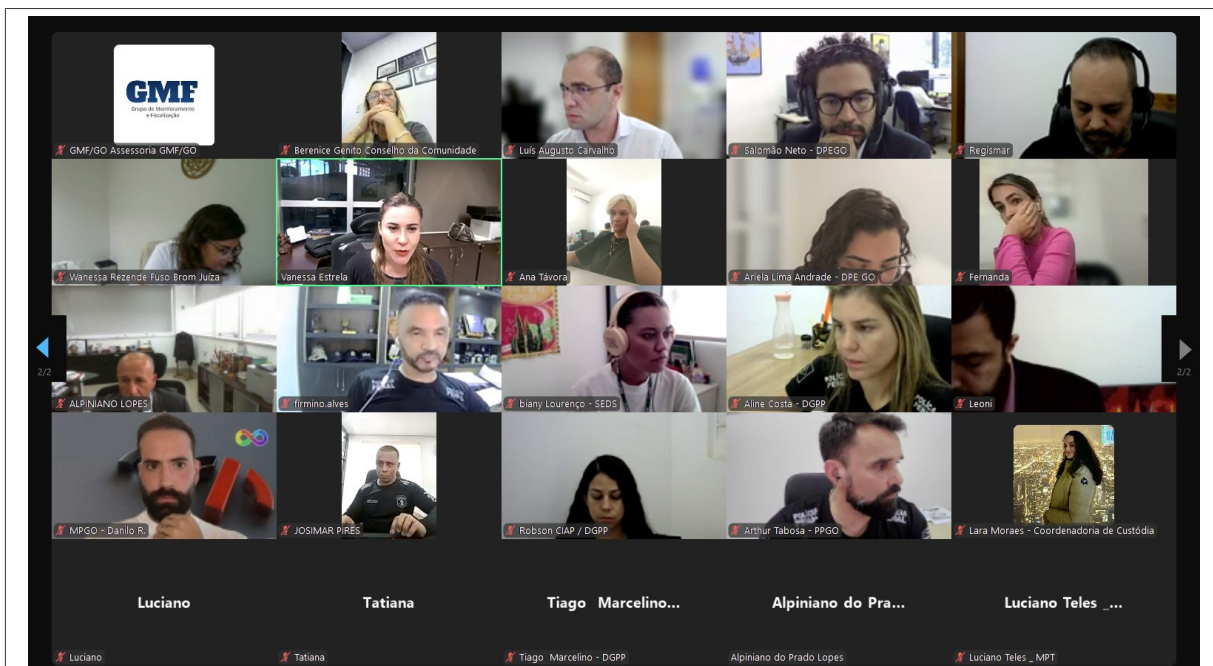 GMF
Grupo de Monitoramento
e Fiscalização
GMF/GO Assessoria GMF/GO
Berenice Genito Conselho da Comunidade
Luís Augusto Carvalho
Salomão Neto - DPEGO
Regismar
Wanessa Rezende Fuso Brom Juíza
Vanessa Estrela
Ana Távora
Ariela Lima Andrade - DPE GO
Fernanda
2/2
2/2
ALPINIANO LOPES
firmino.alves
biany Lourenço - SEDS
Aline Costa - DGPP
Leoni
MPGO - Danilo R.
JOSIMAR PIRES
Robson CIAP / DGPP
Arthur Tabosa - PPGO
Lara Moraes - Coordenadoria de Custódia
Luciano
Tatiana
Tiago Marcelino...
Alpiniano do Pra...
Luciano Teles _...
Luciano
Tatiana
Tiago Marcelino - DGPP
Alpiniano do Prado Lopes
Luciano Teles _ MPT